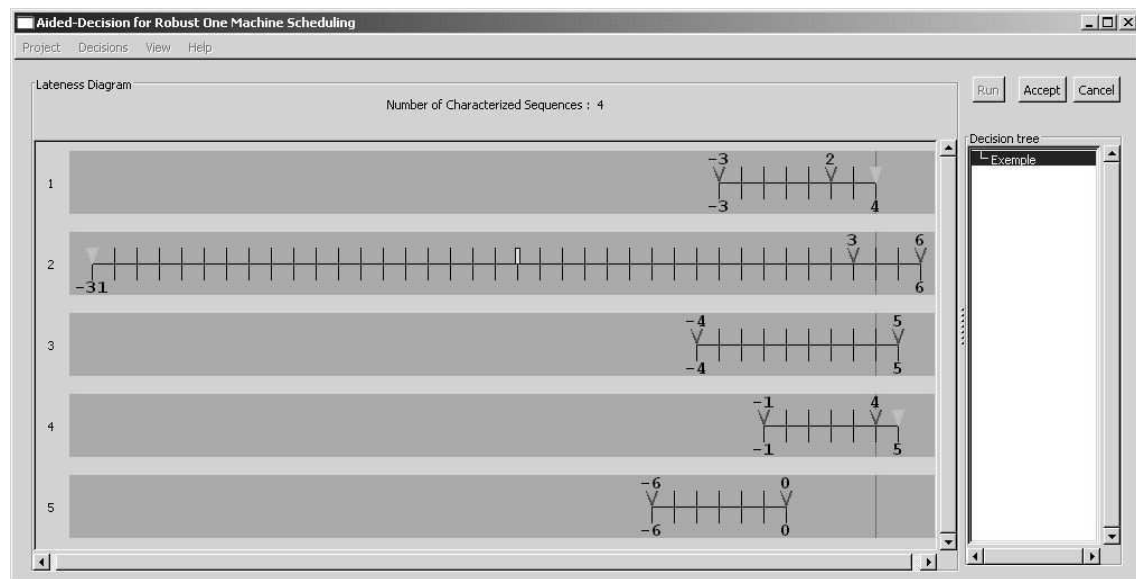 Aided-Decision for Robust One Machine Scheduling
Project Decisions View Help
Lateness Diagram
Number of Characterized Sequences : 4
Run Accept Cancel
Decision tree
Exemple
-3 2
1
-3 4
3 6
2
-31 6
-4 5
3
-4 5
-1 4
4
-1 5
-6 0
5
-6 0